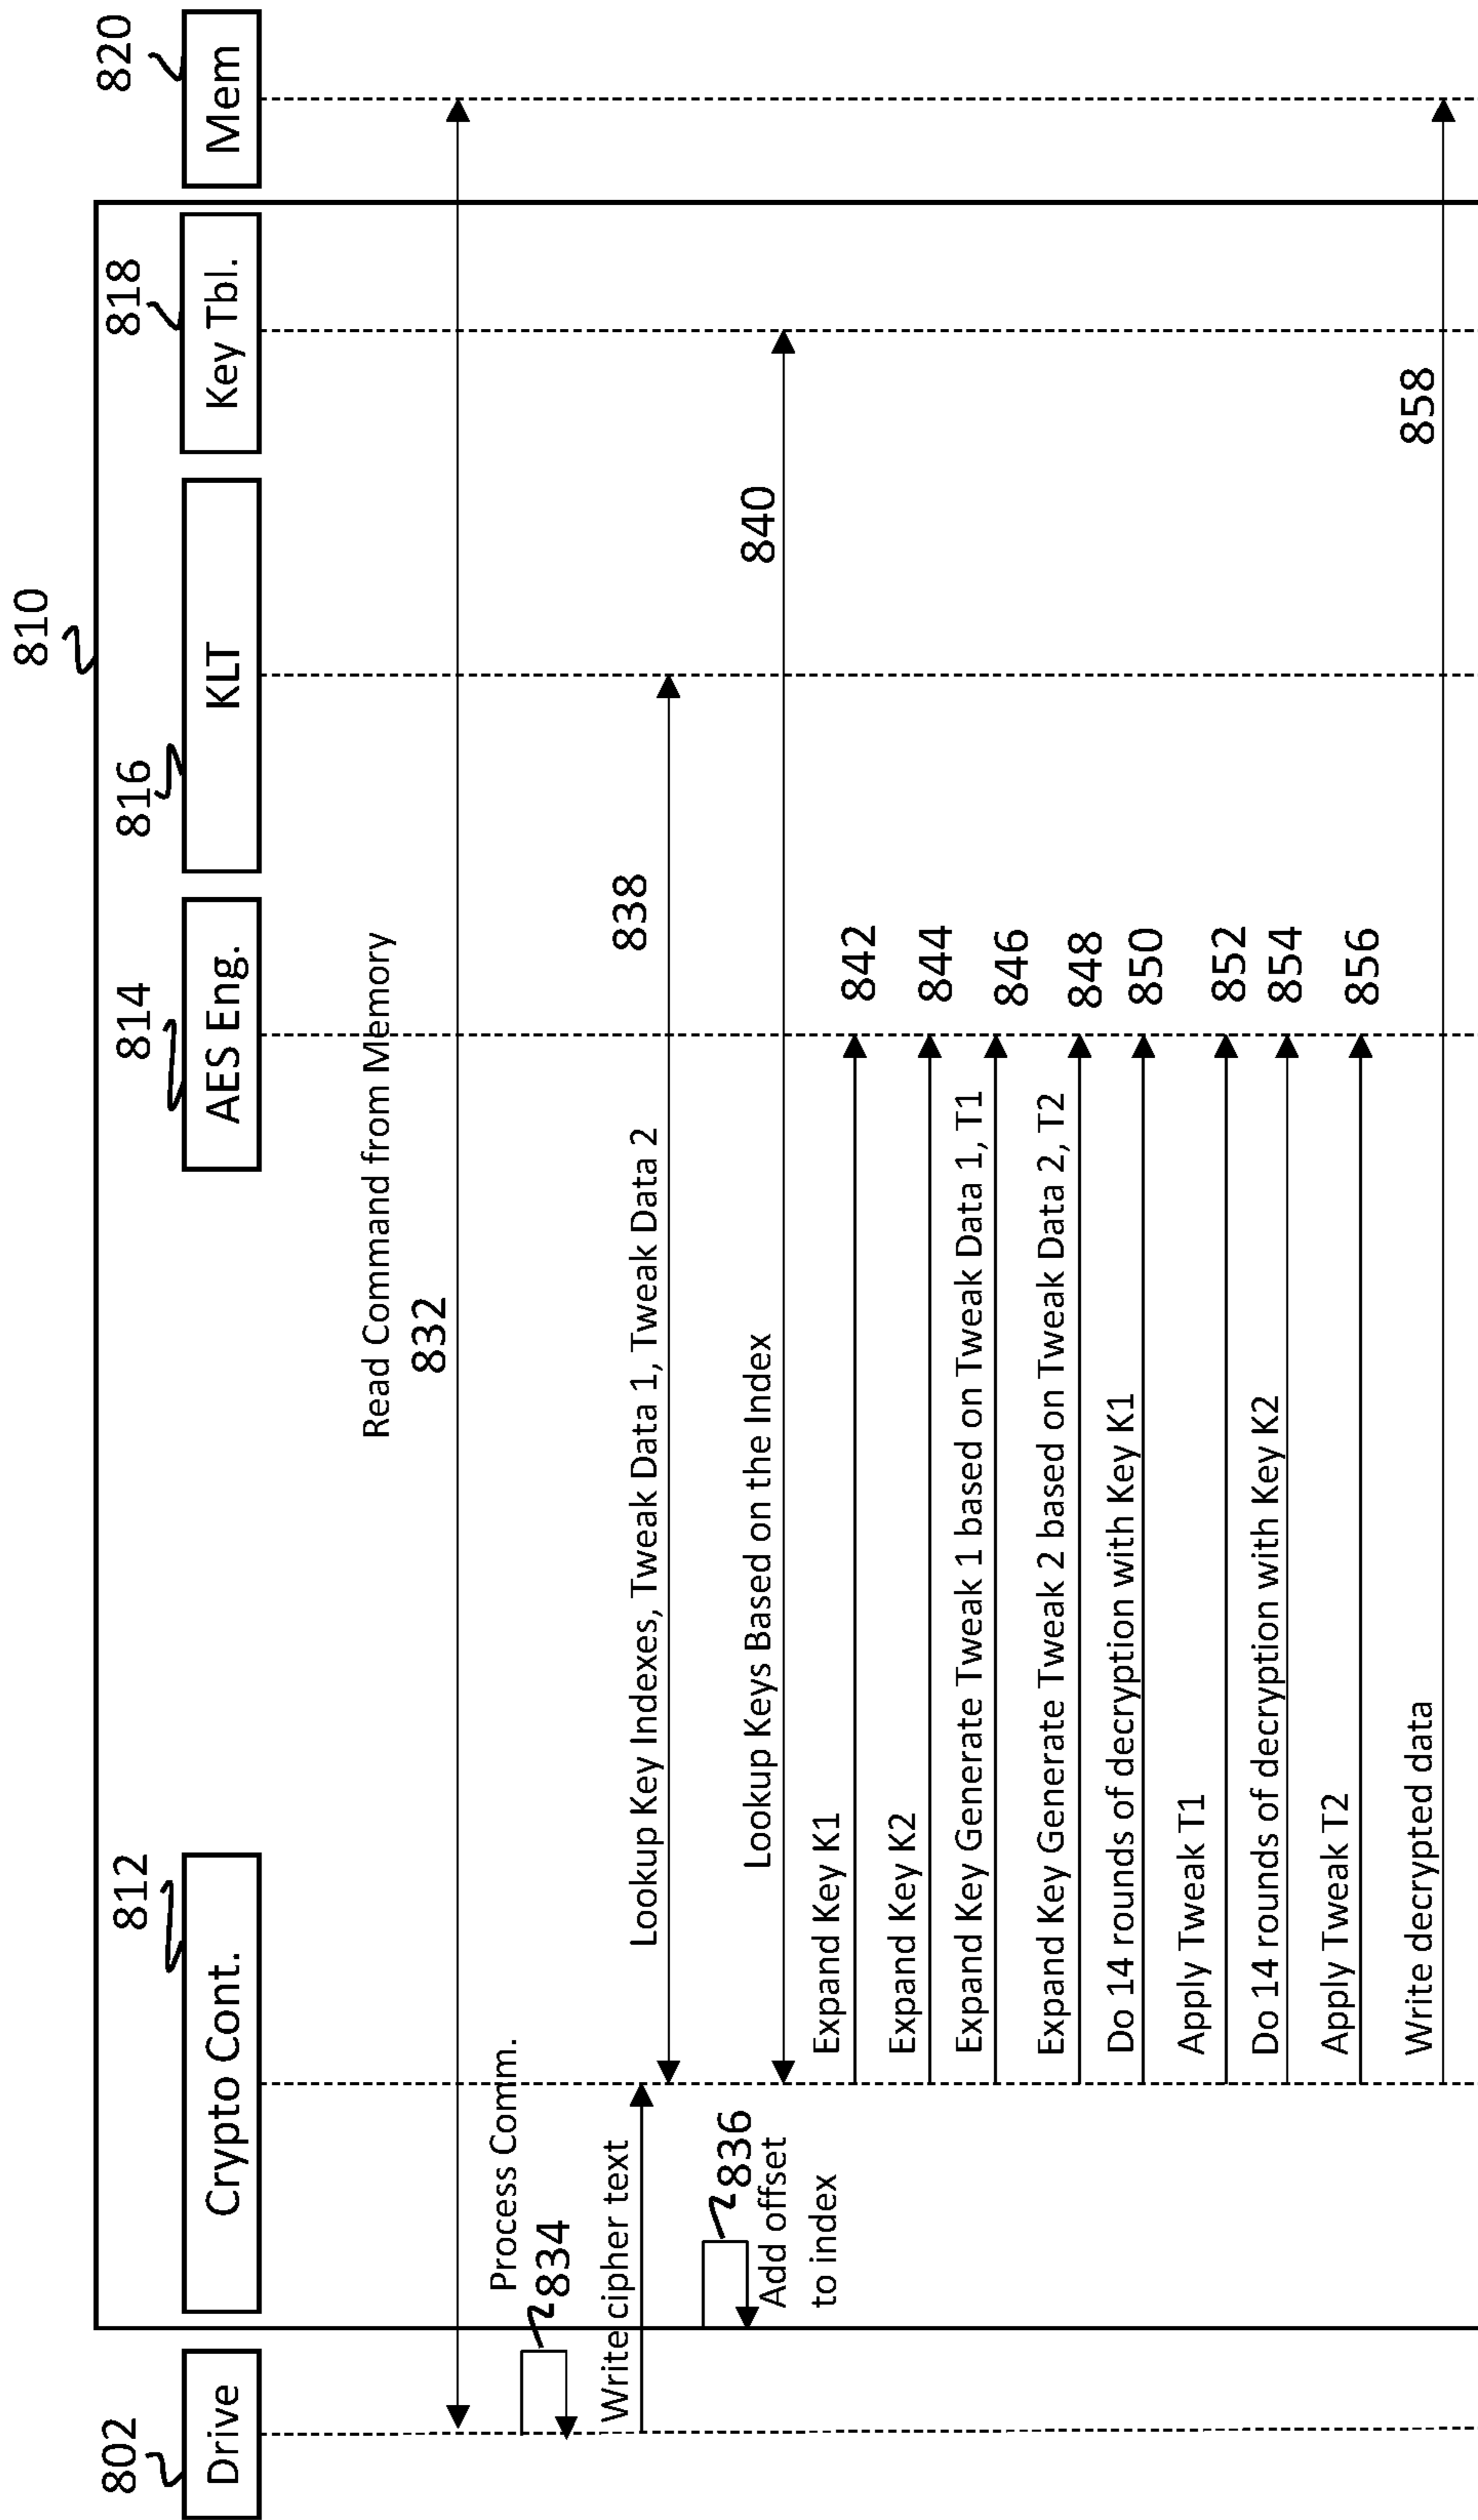 810
802
812
814
816
818
820
Drive
Crypto Cont.
AES Eng.
KLT
Key Tbl.
Mem
Read Command from Memory
832
Process Comm.
834
Write cipher text
838
Lookup Key Indexes, Tweak Data 1, Tweak Data 2
836
Add offset
to index
840
Lookup Keys Based on the Index
Expand Key K1
842
Expand Key K2
844
Expand Key Generate Tweak 1 based on Tweak Data 1, T1
846
Expand Key Generate Tweak 2 based on Tweak Data 2, T2
848
Do 14 rounds of decryption with Key K1
850
Apply Tweak T1
852
Do 14 rounds of decryption with Key K2
854
Apply Tweak T2
856
Write decrypted data
858